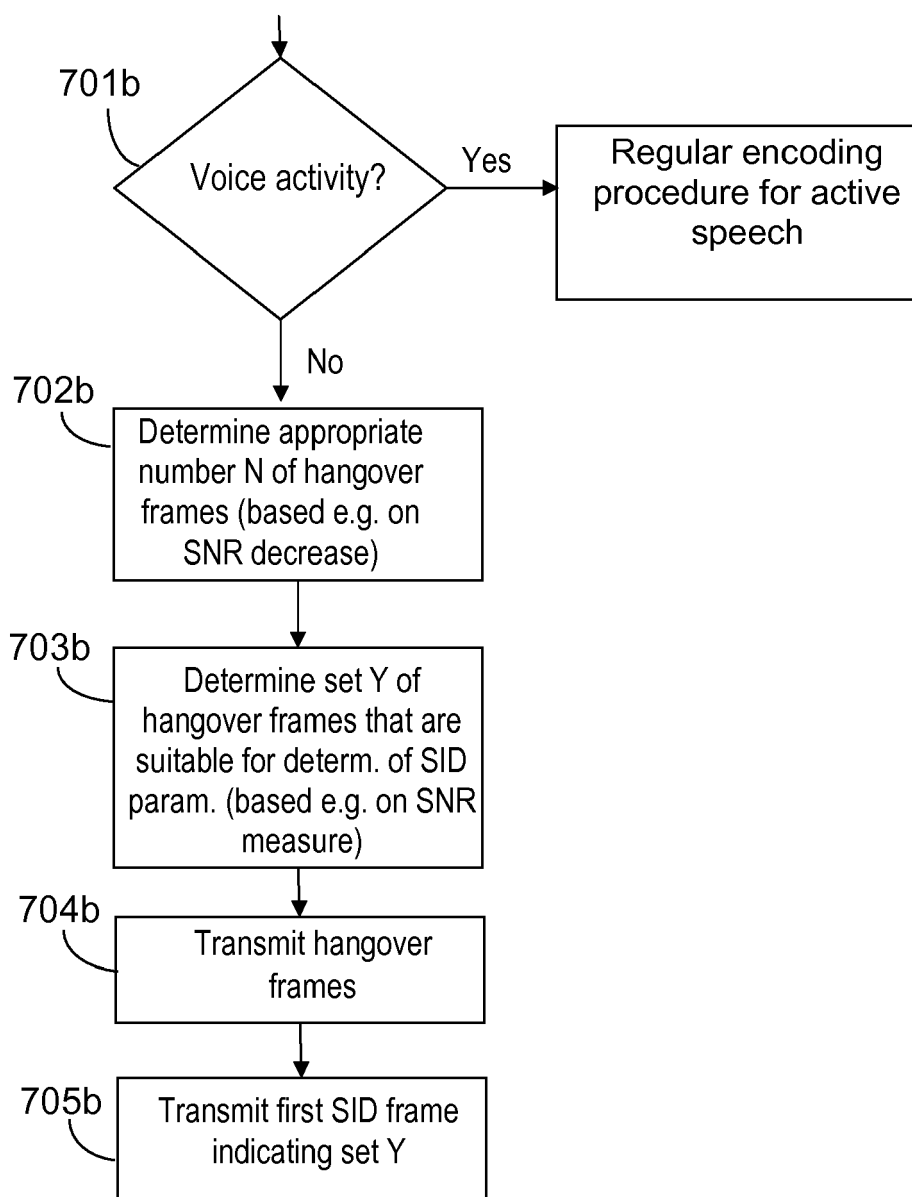 701b
Voice activity?
Yes
Regular encoding
procedure for active
speech
No
702b
Determine appropriate
number N of hangover
frames (based e.g. on
SNR decrease)
703b
Determine set Y of
hangover frames that are
suitable for determ. of SID
param. (based e.g. on SNR
measure)
704b
Transmit hangover
frames
705b
Transmit first SID frame
indicating set Y